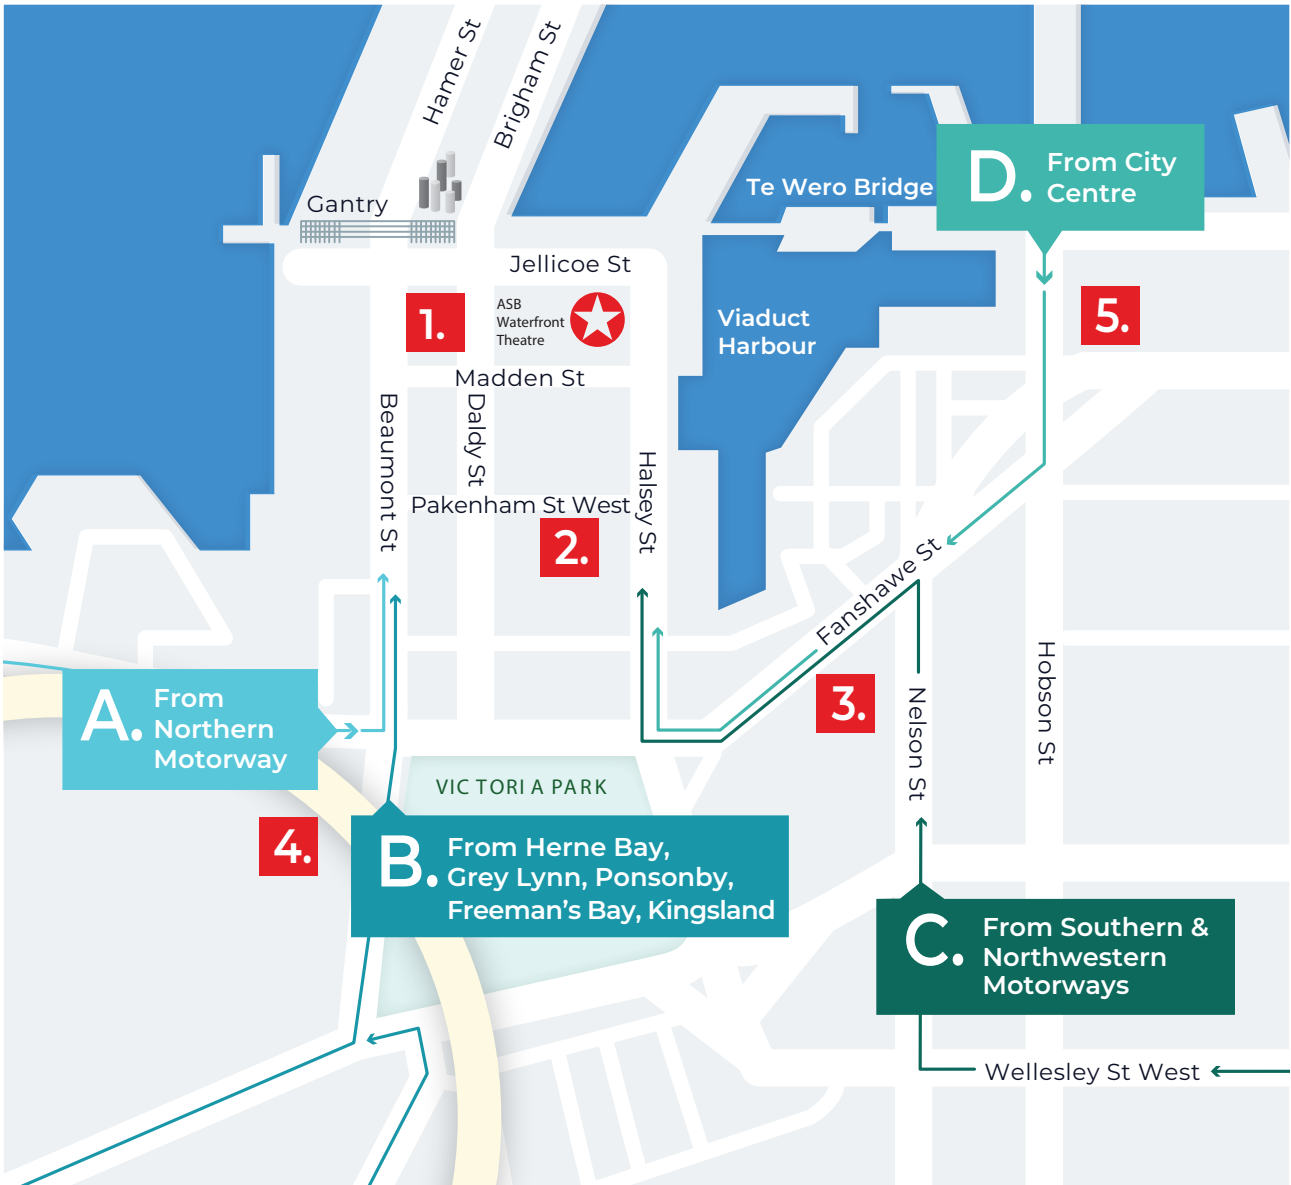 Hamer St
Brigham St
Te Wero Bridge
D. From City
Centre
Gantry
Jellicoe St
1.
ASB
Waterfront
Theatre
5.
Viaduct
Harbour
Madden St
Beaumont St
Daldy St
Halsey St
Pakenham St West
2.
Fanshawe St
Hobson St
A. From
Northern
Motorway
3.
Nelson St
VICTORIA PARK
4.
B. From Herne Bay,
Grey Lynn, Ponsonby,
Freeman’s Bay, Kingsland
C. From Southern &
Northwestern
Motorways
Wellesley St West